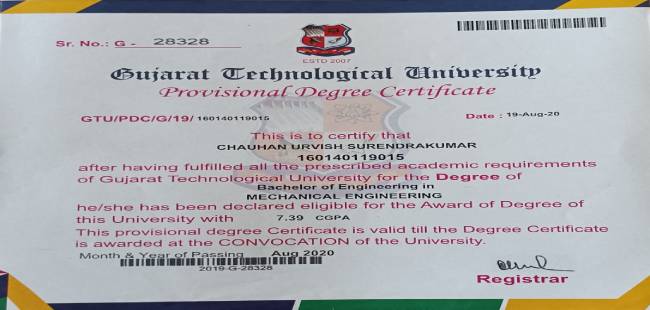 Sr. No.: G - 28328
ESTD 2007
Gujarat Technological University
Provisional Degree Certificate
GTU/PDC/G/19/ 160140119015 Date : 19-Aug-20
This is to certify that
CHAUHAN URVISH SURENDRAKUMAR
160140119015
after having fulfilled all the prescribed academic requirements
of Gujarat Technological University for the Degree of
Bachelor of Engineering in
MECHANICAL ENGINEERING
he/she has been declared eligible for the Award of Degree of
this University with 7.39 CGPA
This provisional degree Certificate is valid till the Degree Certificate
is awarded at the CONVOCATION of the University.
Month & Year of Passing Aug 2020
2019-G-28328
Registrar